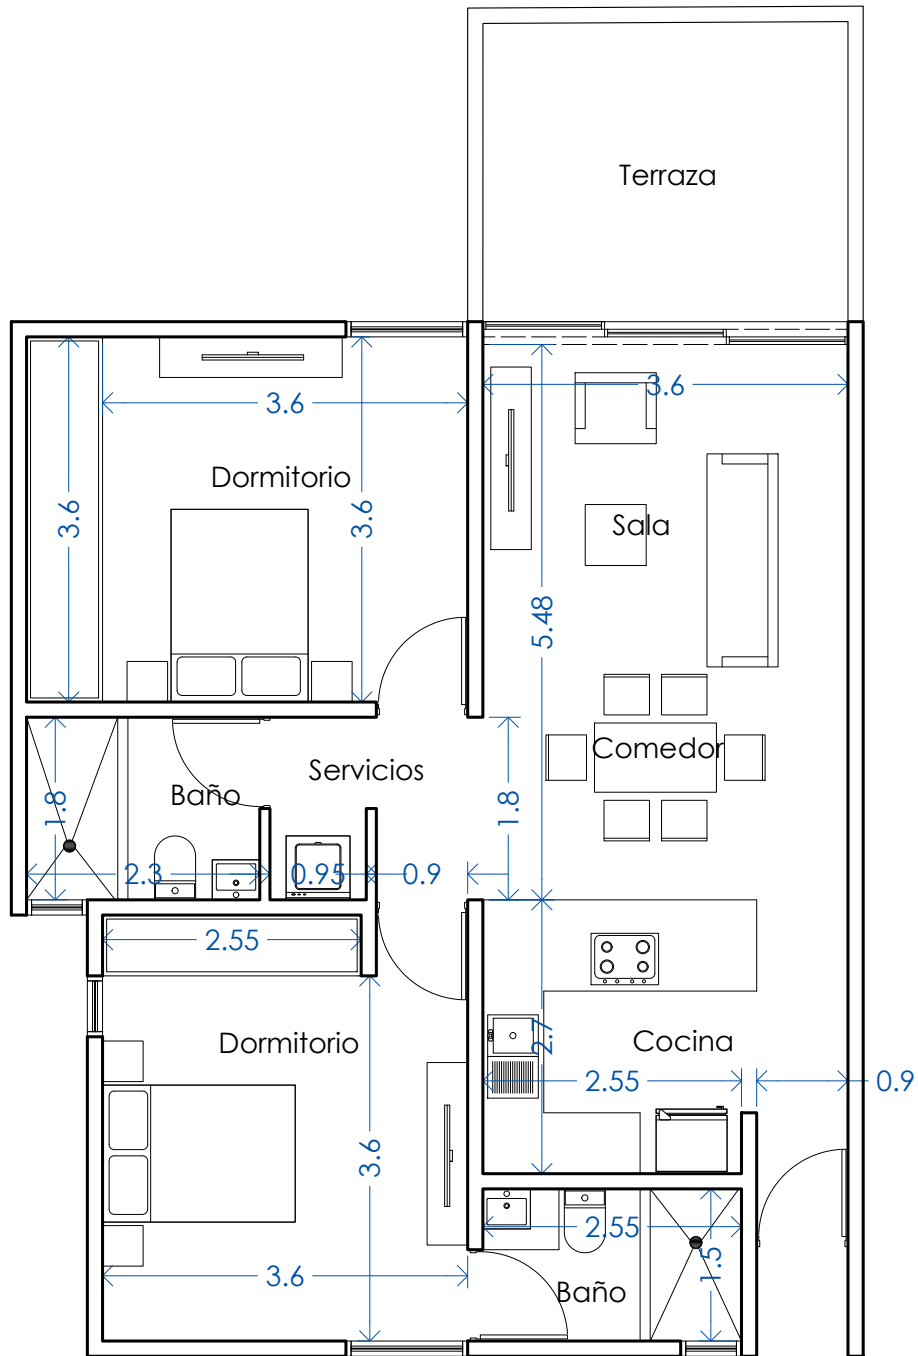 Terraza
3.6
3.6
Dormitorio
3.6
3.6
Sala
5.48
Comedor
Servicios
Baño
1.8
1.8
2.3
0.95
0.9
2.55
Dormitorio
2.7
Cocina
2.55
0.9
3.6
2.55
1.5
3.6
Baño